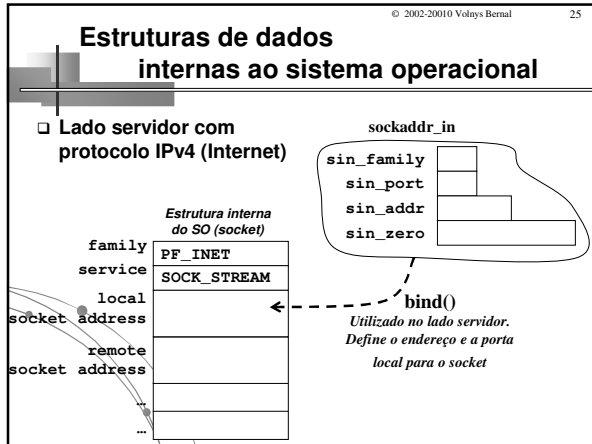 © 2002-20010 Volnys Bernal 25
Estruturas de dados
internas ao sistema operacional
❑ Lado servidor com
protocolo IPv4 (Internet)
sockaddr_in
sin_family
sin_port
sin_addr
sin_zero
Estrutura interna
do SO (socket)
family PF_INET
service SOCK_STREAM
local
socket address
remote
socket address
…
…
bind()
Utilizado no lado servidor.
Define o endereço e a porta
local para o socket